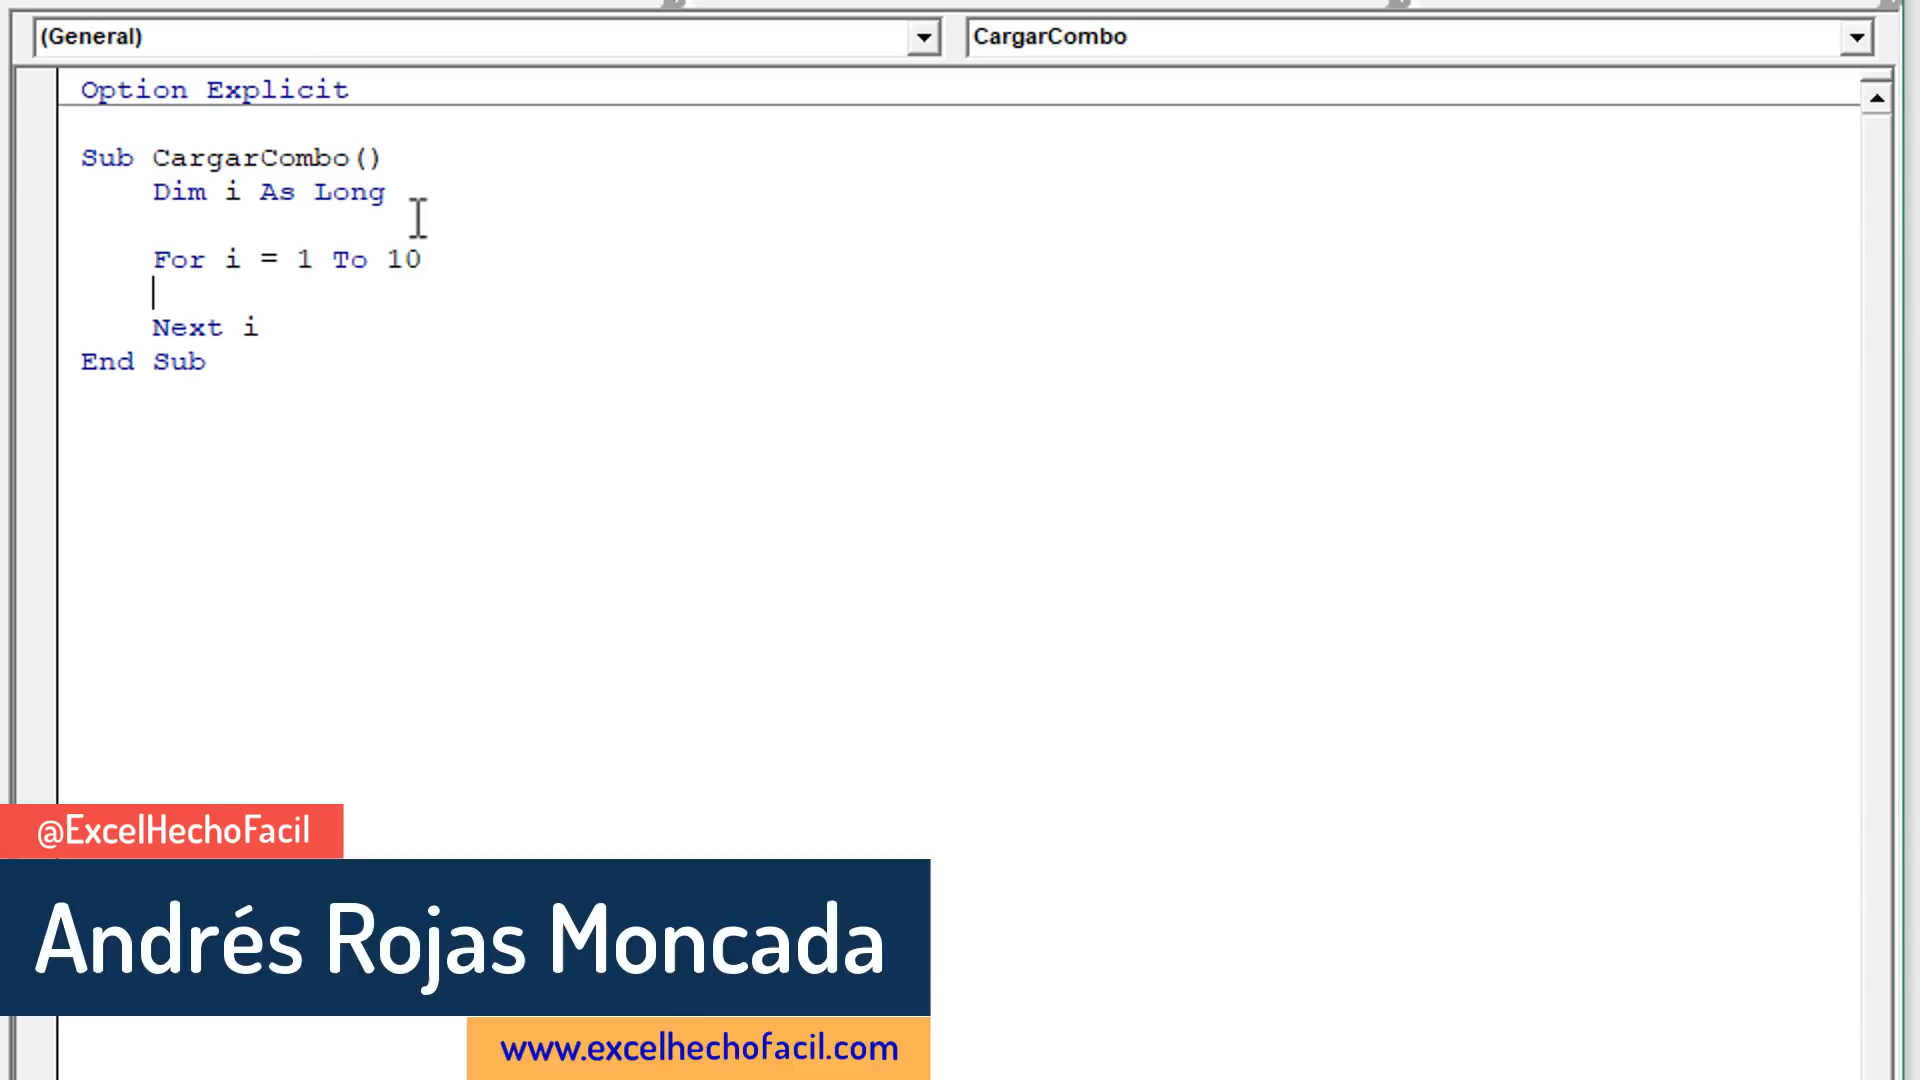 (General)
CargarCombo
Option Explicit
Sub CargarCombo()
Dim i As Long
For i = 1 To 10
Next i
End Sub
@ExcelHechoFacil
Andrés Rojas Moncada
www.excelhechofacil.com